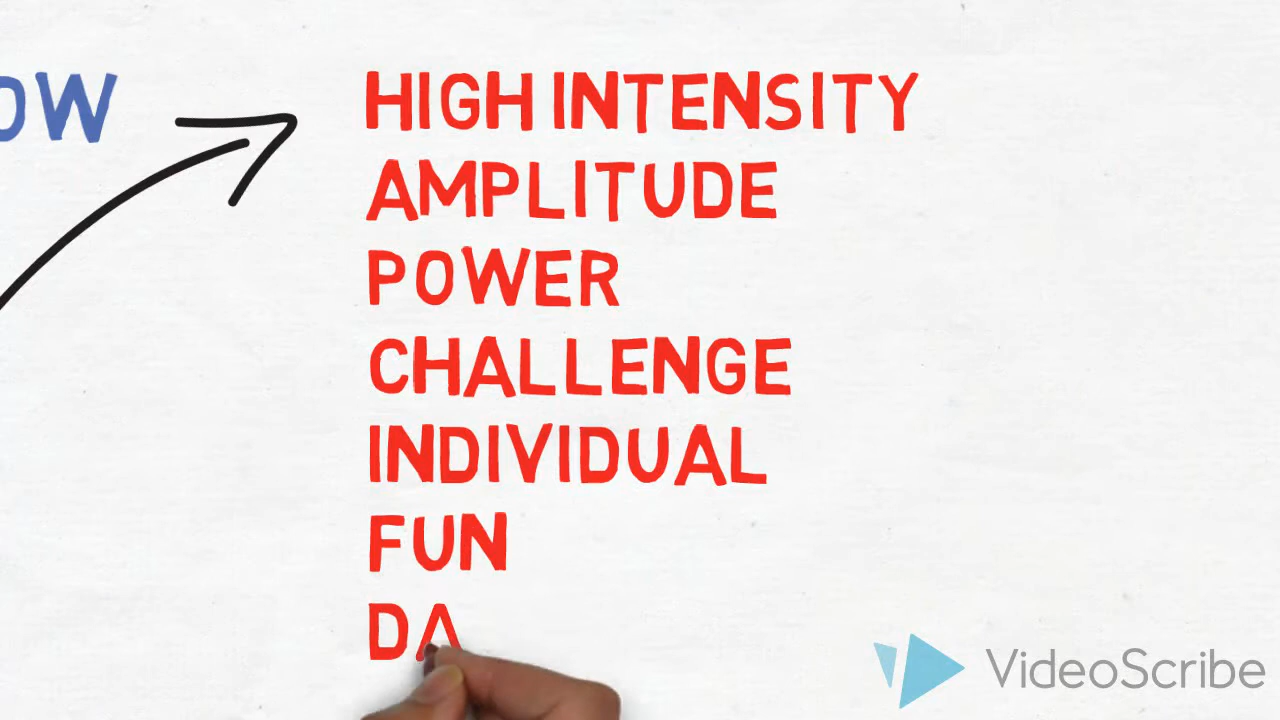 OW
HIGH INTENSITY
AMPLITUDE
POWER
CHALLENGE
INDIVIDUAL
FUN
DA
VideoScribe